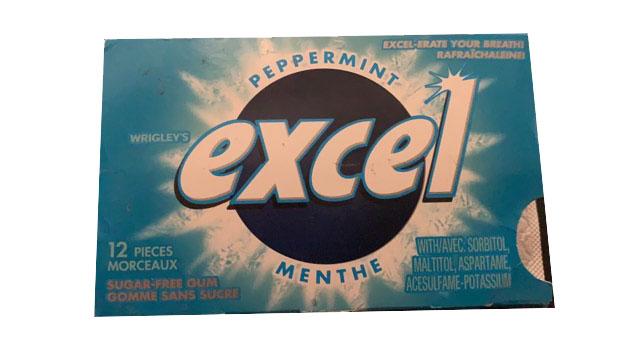 EXCEL-ERATE YOUR BREATH!
RAFRAÎCHALEINE!
PEPPERMINT
WRIGLEY'S
excel
MENTHE
12 PIECES
MORCEAUX
SUGAR-FREE GUM
GOMME SANS SUCRE
WITH/AVEC: SORBITOL,
MALTITOL, ASPARTAME,
ACESULFAME-POTASSIUM